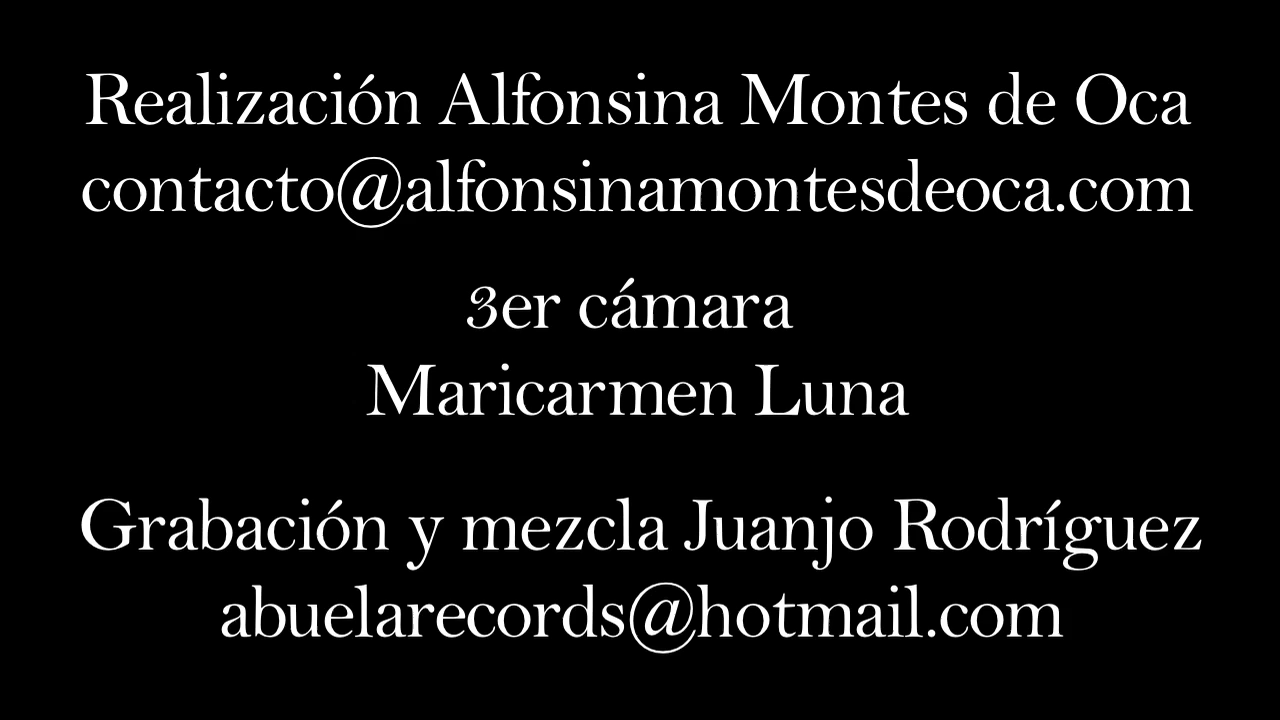 Realización Alfonsina Montes de Oca
contacto@alfonsinamontesdeoca.com
3er cámara
Maricarmen Luna
Grabación y mezcla Juanjo Rodríguez
abuelarecords@hotmail.com